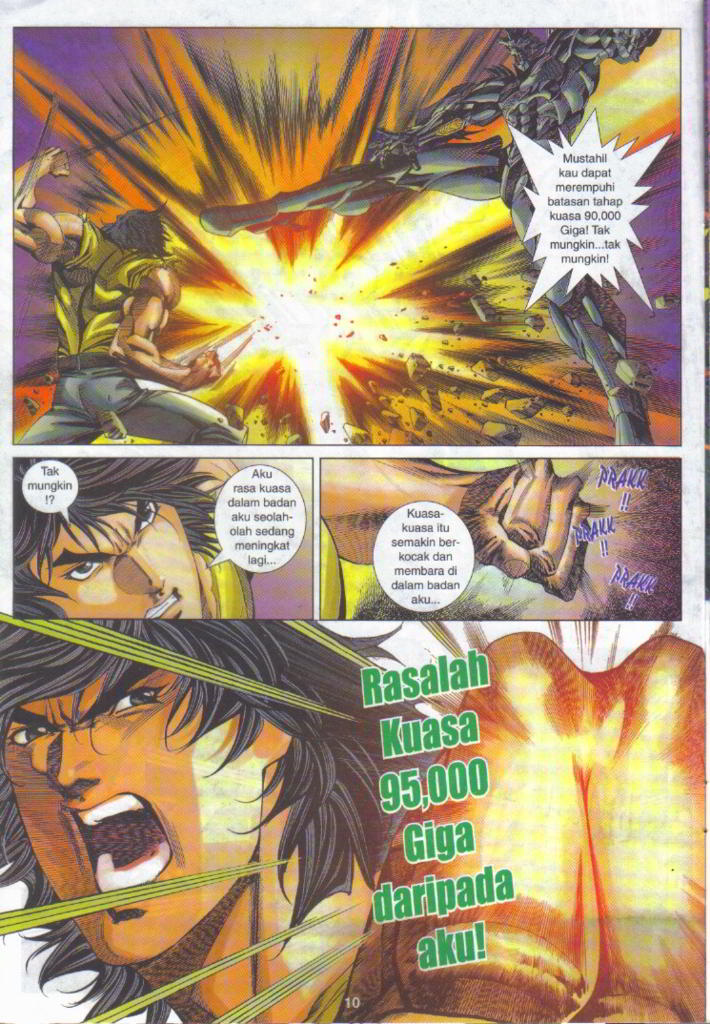 Mustahil
kau dapat
merempuhi
batasan tahap
kuasa 90,000
Giga! Tak
mungkin...tak
mungkin!
Tak
mungkin
!?
Aku
rasa kuasa
dalam badan
aku seolah-
olah sedang
meningkat
lagi...
Kuasa-
kuasa itu
semakin ber-
kocak dan
membara di
dalam badan
aku...
PRAKK
!!
PRAKK
!!
PRAKK
!!
Rasalah
Kuasa
95,000
Giga
daripada
aku!
10